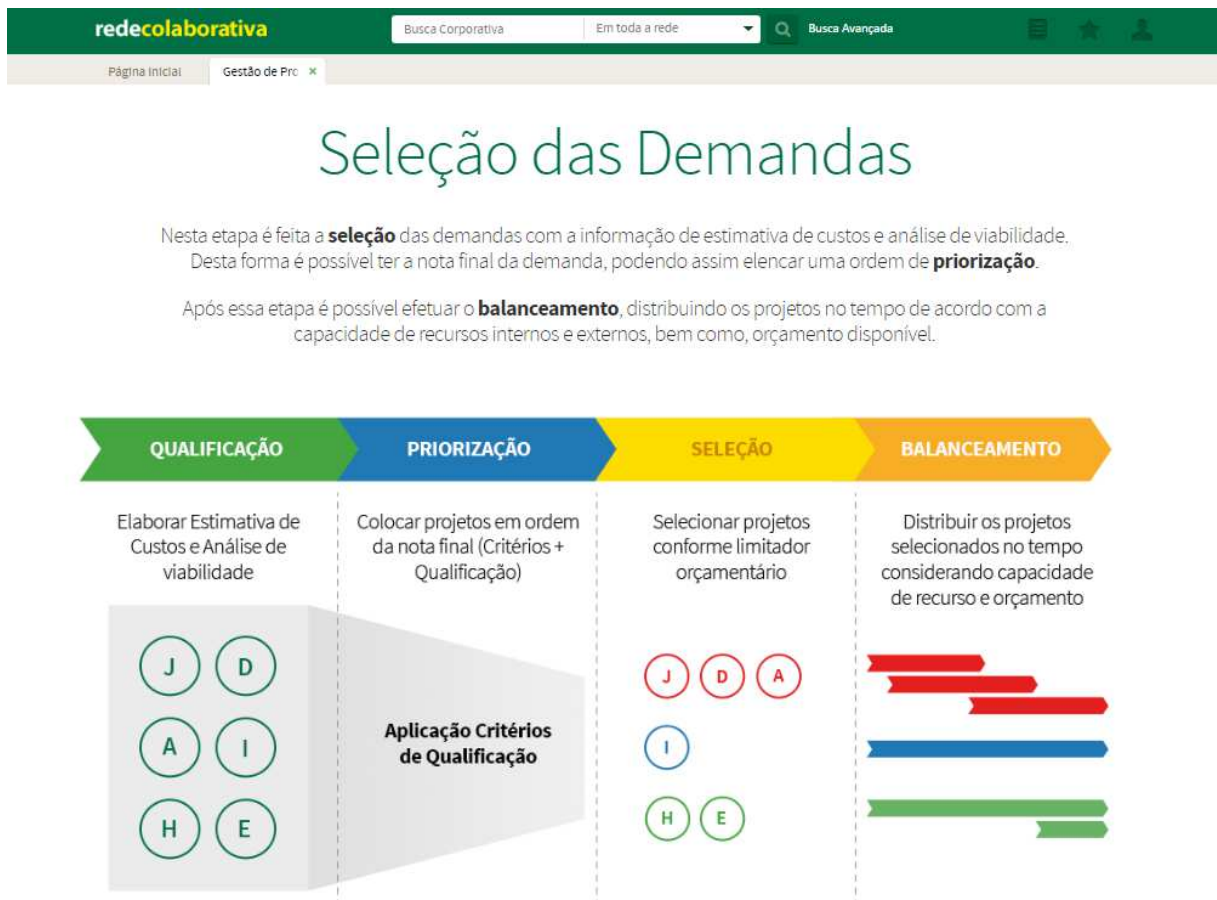 redecolaborativa
Busca Corporativa
Em toda a rede
Busca Avançada
Página Inicial
Gestão de Prc ×
Seleção das Demandas
Nesta etapa é feita a seleção das demandas com a informação de estimativa de custos e análise de viabilidade.
Desta forma é possível ter a nota final da demanda, podendo assim elencar uma ordem de priorização.
Após essa etapa é possível efetuar o balanceamento, distribuindo os projetos no tempo de acordo com a
capacidade de recursos internos e externos, bem como, orçamento disponível.
QUALIFICAÇÃO
PRIORIZAÇÃO
SELEÇÃO
BALANCEAMENTO
Elaborar Estimativa de
Custos e Análise de
viabilidade
Colocar projetos em ordem
da nota final (Critérios +
Qualificação)
Selecionar projetos
conforme limitador
orçamentário
Distribuir os projetos
selecionados no tempo
considerando capacidade
de recurso e orçamento
J D
A I
H E
Aplicação Critérios
de Qualificação
J D A
I
H E